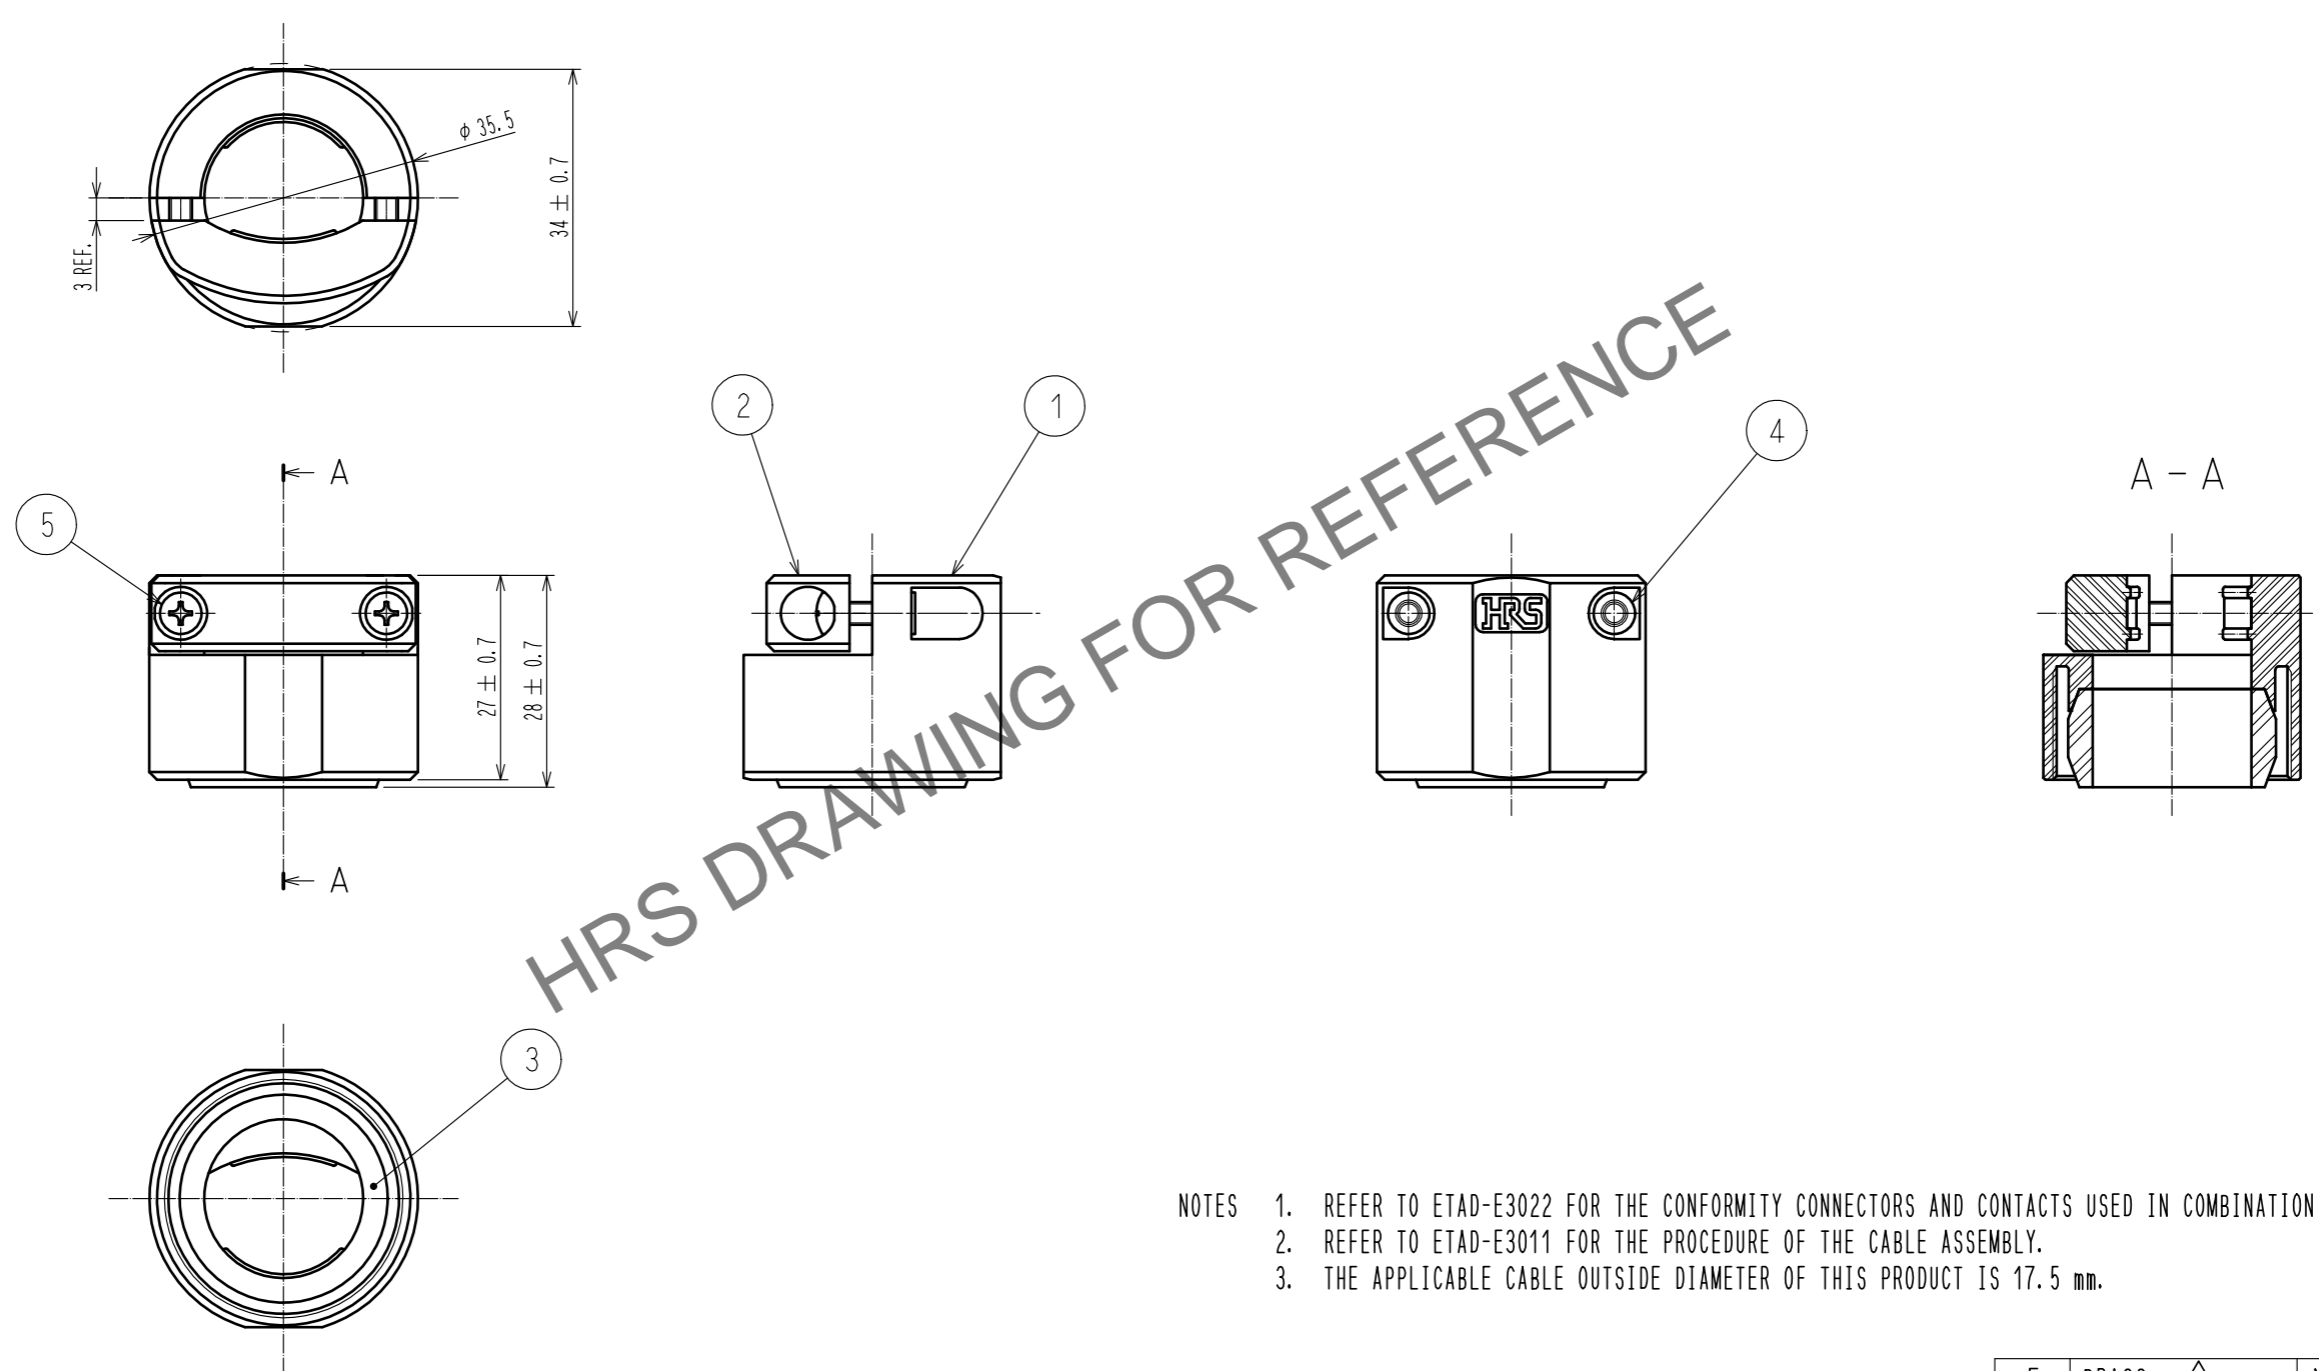 φ 35.5
34 ± 0.7
3 REF.
2
1
4
A
A - A
5
HRS
27 ± 0.7
28 ± 0.7
A
3
HRS DRAWING FOR REFERENCE
NOTES 1. REFER TO ETAD-E3022 FOR THE CONFORMITY CONNECTORS AND CONTACTS USED IN COMBINATION
2. REFER TO ETAD-E3011 FOR THE PROCEDURE OF THE CABLE ASSEMBLY.
3. THE APPLICABLE CABLE OUTSIDE DIAMETER OF THIS PRODUCT IS 17.5 mm.